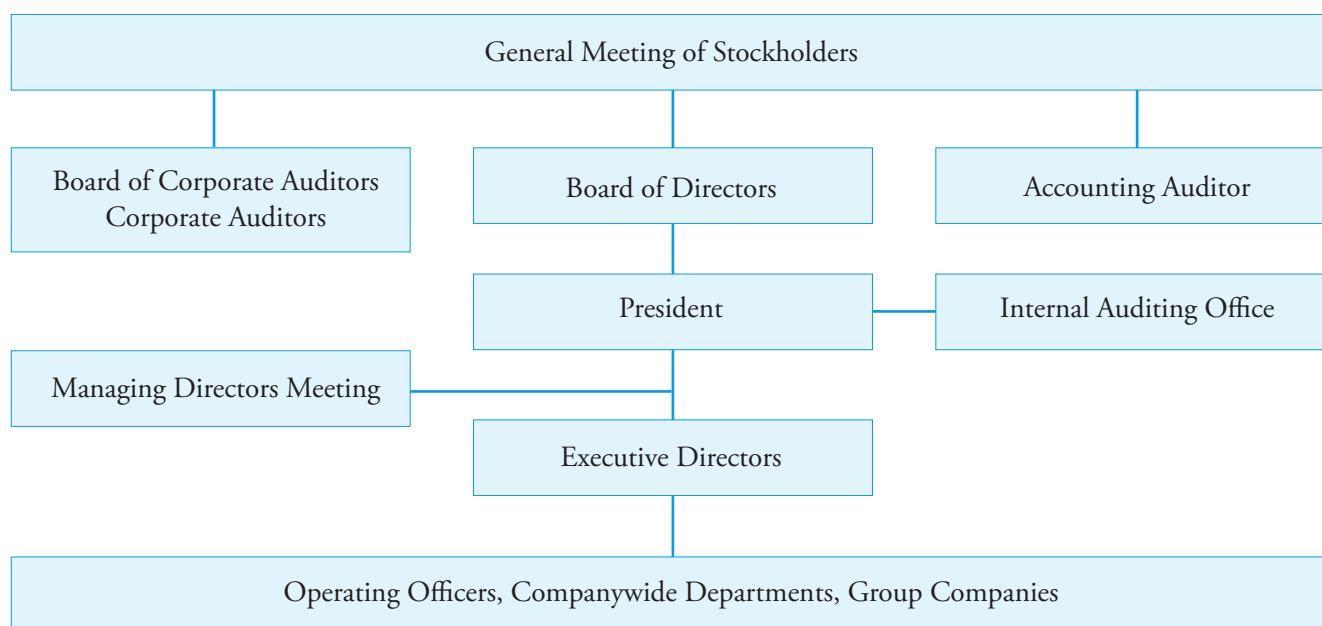 General Meeting of Stockholders
Board of Corporate Auditors
Corporate Auditors
Board of Directors
Accounting Auditor
President
Internal Auditing Office
Managing Directors Meeting
Executive Directors
Operating Officers, Companywide Departments, Group Companies